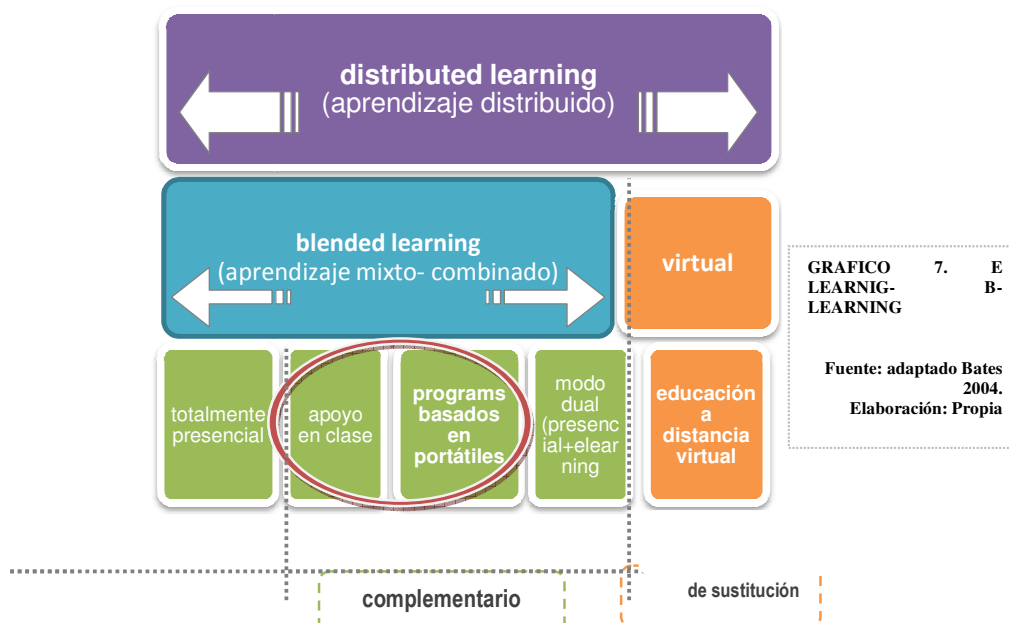 distributed learning
(aprendizaje distribuido)
blended learning
(aprendizaje mixto- combinado)
virtual
GRAFICO 7. E
LEARNIG- B-
LEARNING
Fuente: adaptado Bates
2004.
Elaboración: Propia
totalmente
presencial
apoyo
en clase
programs
basados
en
portátiles
modo
dual
(presenc
ial+elear
ning
educación
a
distancia
virtual
complementario
de sustitución